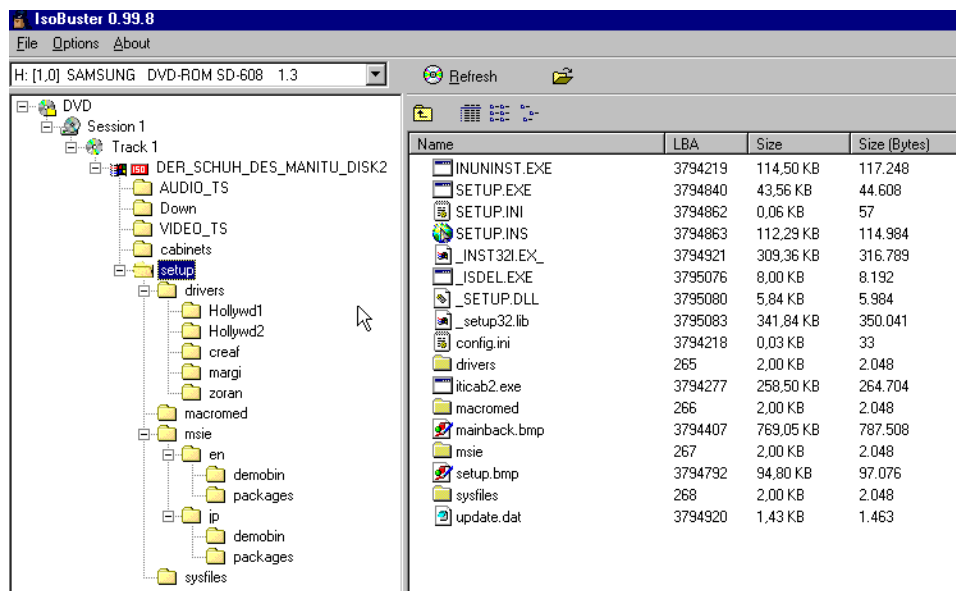 IsoBuster 0.99.8
File Options About
H: [1,0] SAMSUNG DVD-ROM SD-608 1.3
Refresh
DVD
Session 1
Track 1
ISO DER_SCHUH_DES_MANITU_DISK2
AUDIO_TS
Down
VIDEO_TS
cabinets
setup
drivers
Hollywd1
Hollywd2
creaf
margi
zoran
macromed
msie
en
demobin
packages
jp
demobin
packages
sysfiles
Name LBA Size Size (Bytes)
INUNINST.EXE 3794219 114,50 KB 117.248
SETUP.EXE 3794840 43,56 KB 44.608
SETUP.INI 3794862 0,06 KB 57
SETUP.INS 3794863 112,29 KB 114.984
_INST32I.EX_ 3794921 309,36 KB 316.789
_ISDEL.EXE 3795076 8,00 KB 8.192
_SETUP.DLL 3795080 5,84 KB 5.984
_setup32.lib 3795083 341,84 KB 350.041
config.ini 3794218 0,03 KB 33
drivers 265 2,00 KB 2.048
iticab2.exe 3794277 258,50 KB 264.704
macromed 266 2,00 KB 2.048
mainback.bmp 3794407 769,05 KB 787.508
msie 267 2,00 KB 2.048
setup.bmp 3794792 94,80 KB 97.076
sysfiles 268 2,00 KB 2.048
update.dat 3794920 1,43 KB 1.463